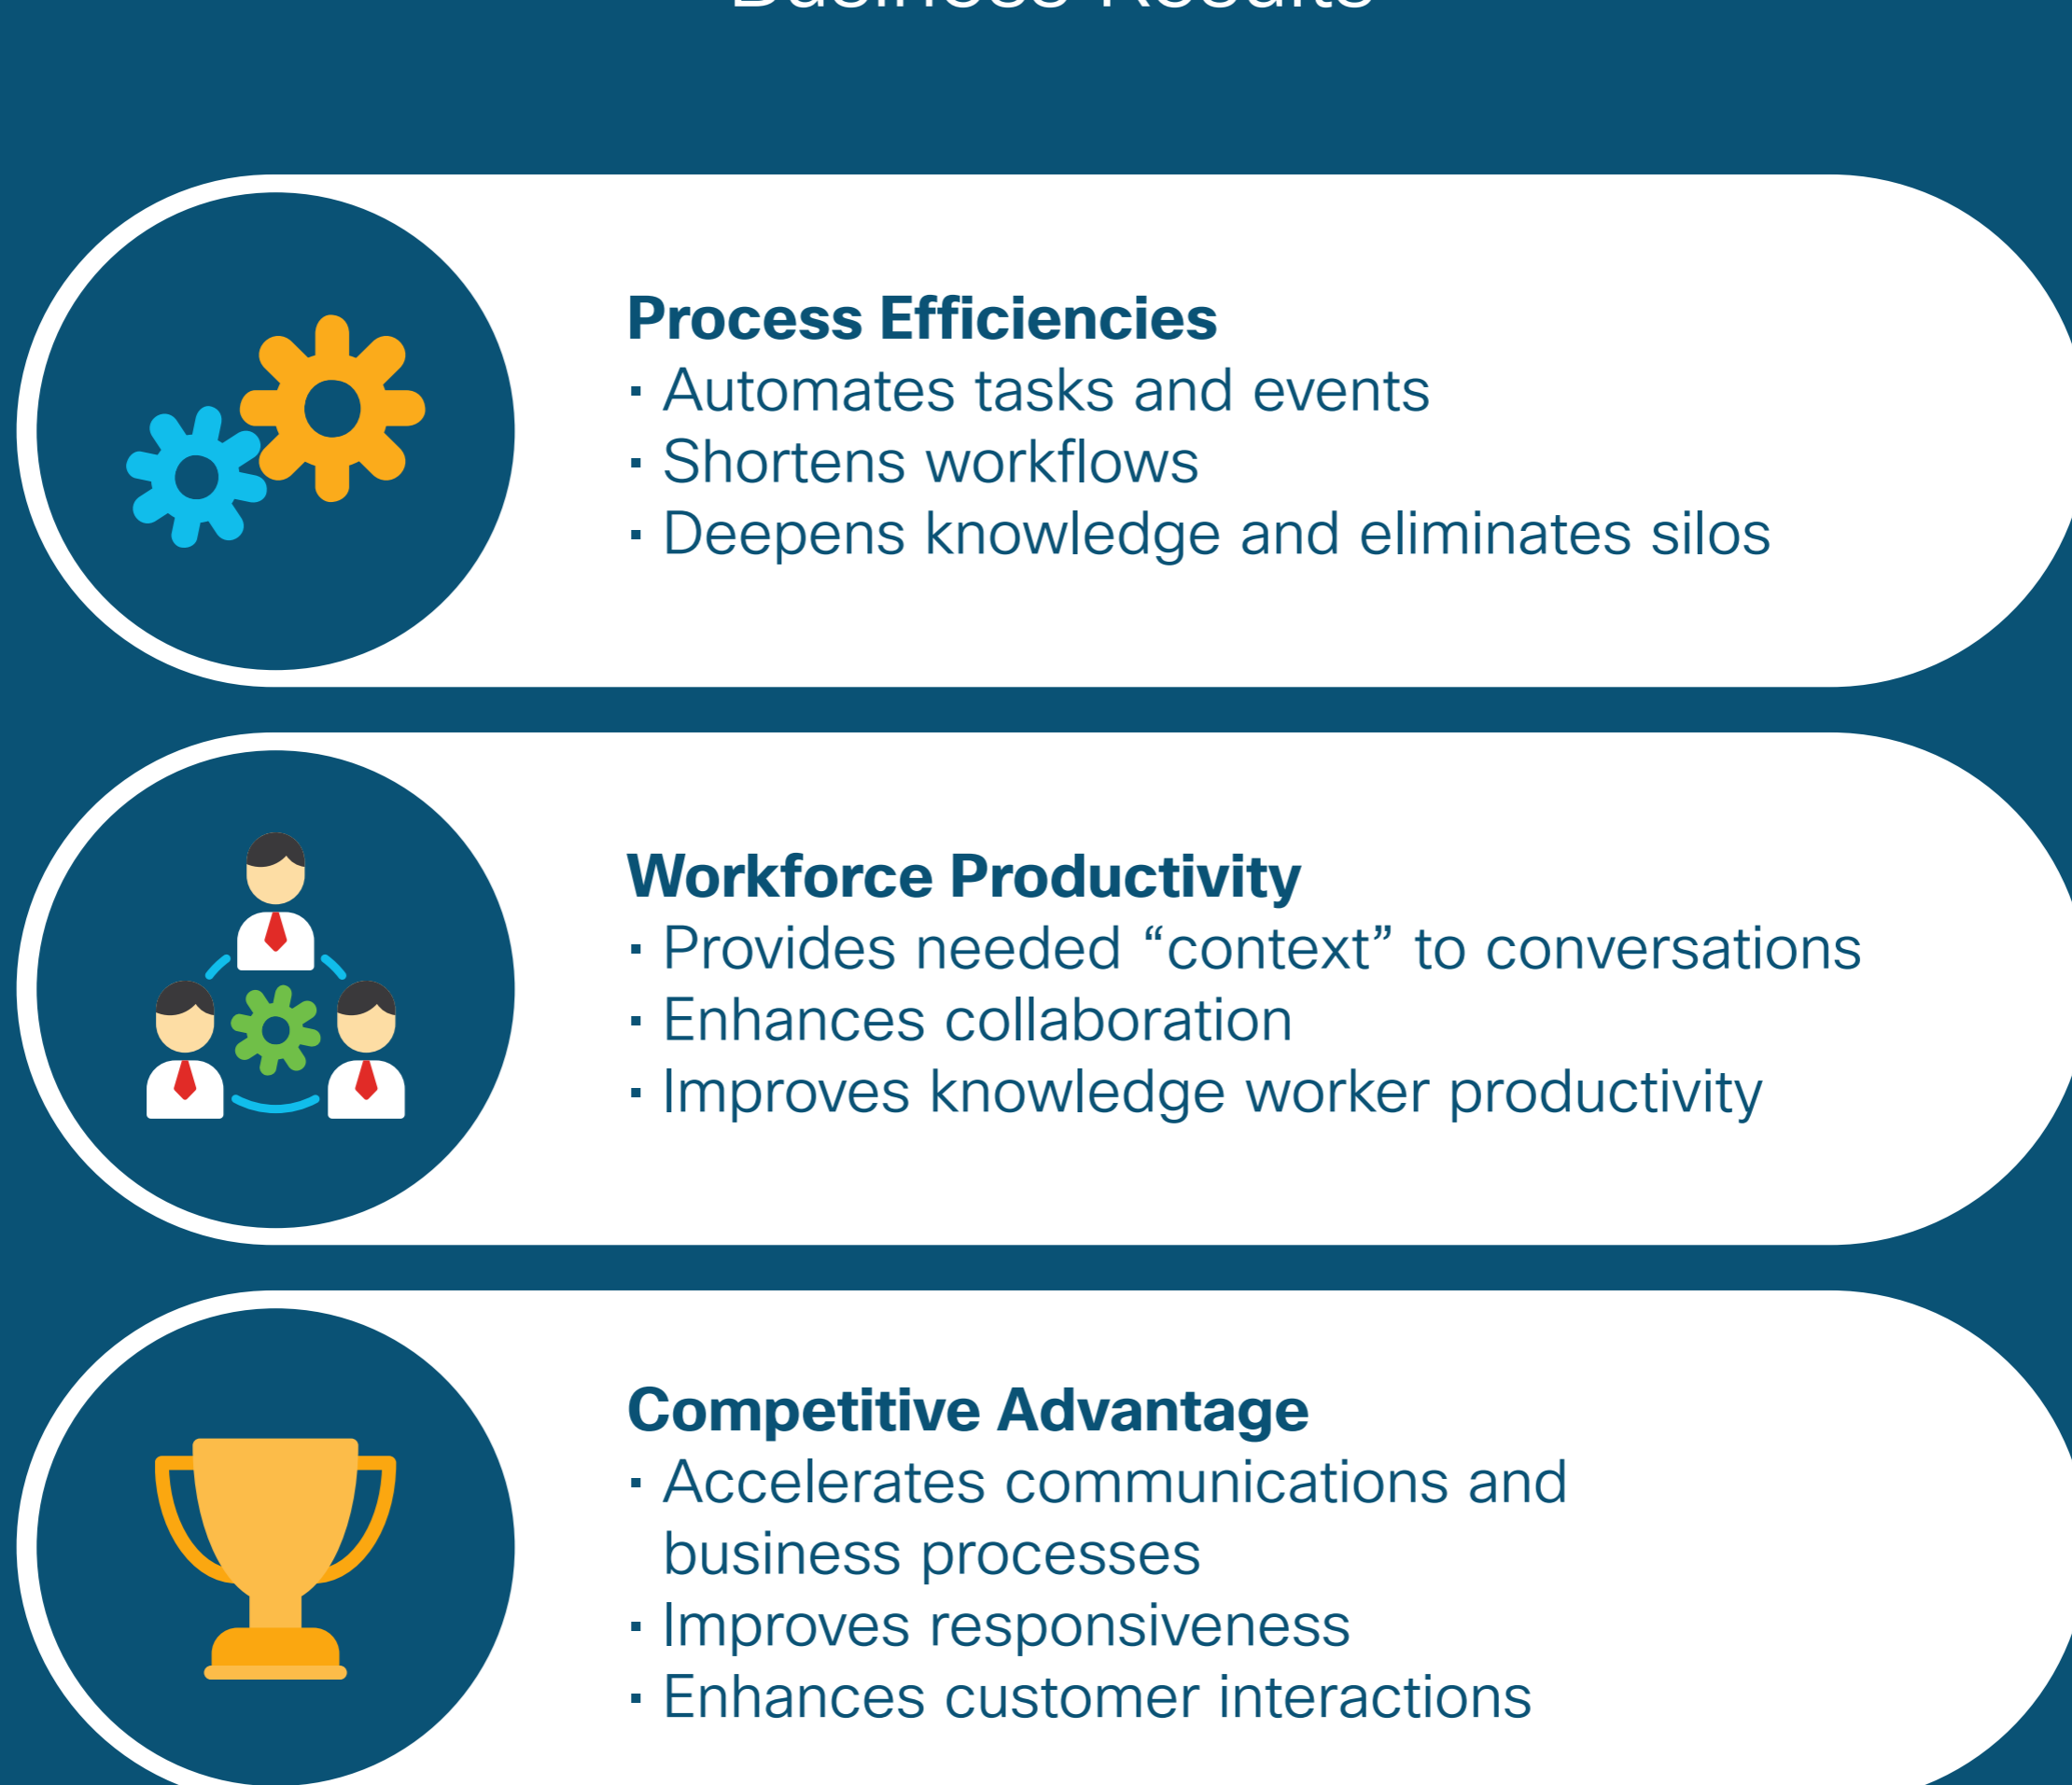 Business Results
Process Efficiencies
· Automates tasks and events
· Shortens workflows
· Deepens knowledge and eliminates silos
Workforce Productivity
· Provides needed “context” to conversations
· Enhances collaboration
· Improves knowledge worker productivity
Competitive Advantage
· Accelerates communications and
business processes
· Improves responsiveness
· Enhances customer interactions